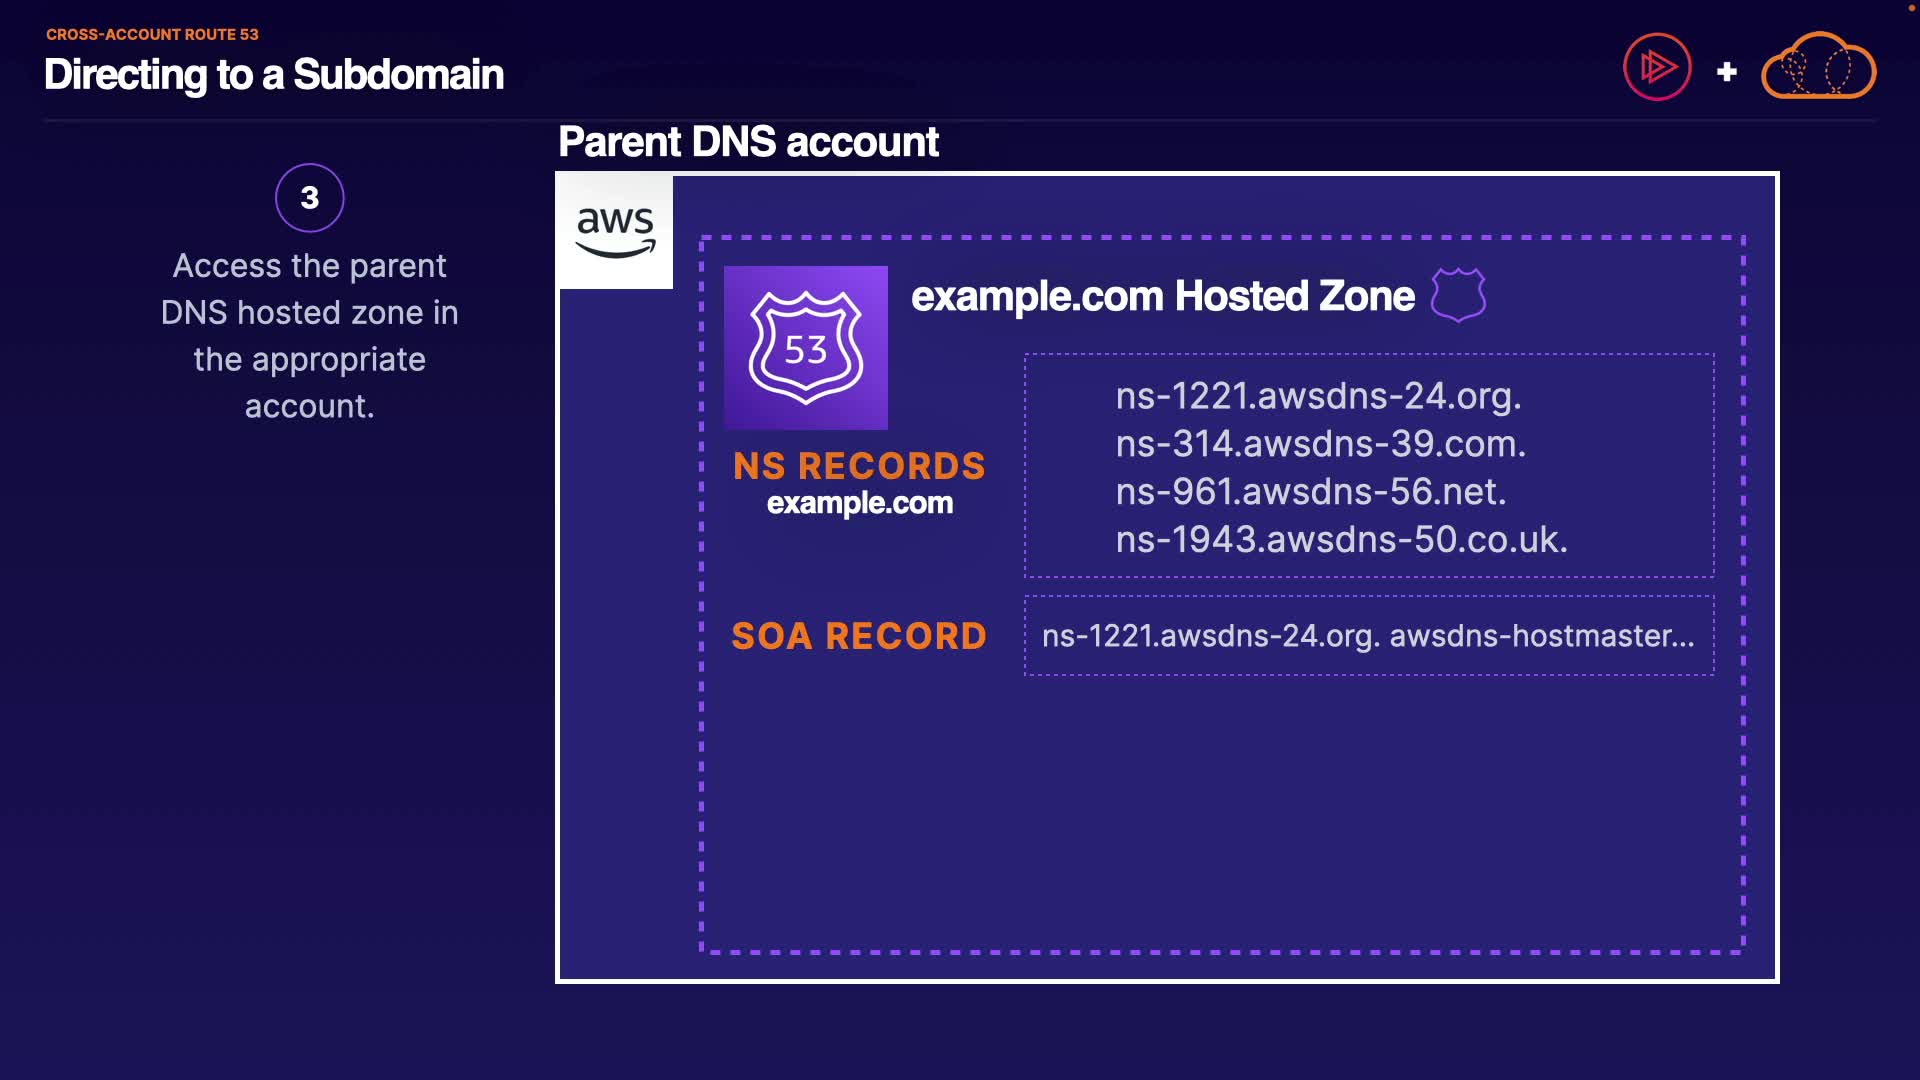 CROSS-ACCOUNT ROUTE 53
Directing to a Subdomain
+
3
Access the parent
DNS hosted zone in
the appropriate
account.
Parent DNS account
aws
53
example.com Hosted Zone
NS RECORDS
example.com
ns-1221.awsdns-24.org.
ns-314.awsdns-39.com.
ns-961.awsdns-56.net.
ns-1943.awsdns-50.co.uk.
SOA RECORD
ns-1221.awsdns-24.org. awsdns-hostmaster...